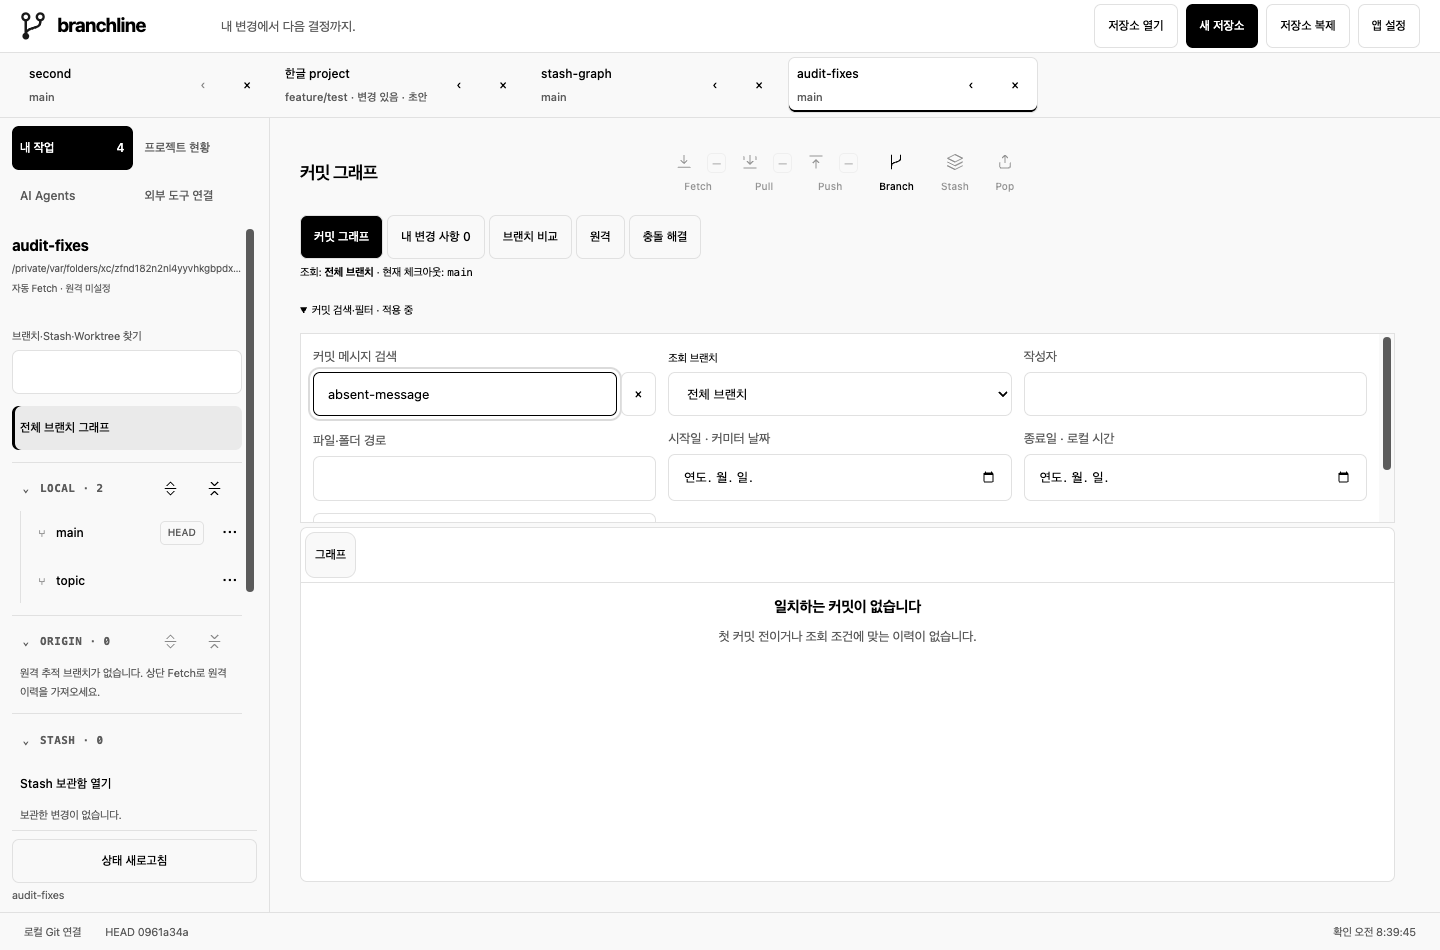 branchline
내 변경에서 다음 결정까지.
저장소 열기
새 저장소
저장소 복제
앱 설정
second
main
한글 project
feature/test · 변경 있음 · 초안
stash-graph
main
audit-fixes
main
내 작업 4
프로젝트 현황
AI Agents
외부 도구 연결
audit-fixes
/private/var/folders/xc/zfnd182n2nl4yyvhkgbpdx...
자동 Fetch · 원격 미설정
브랜치·Stash·Worktree 찾기
전체 브랜치 그래프
LOCAL · 2
main HEAD
topic
ORIGIN · 0
원격 추적 브랜치가 없습니다. 상단 Fetch로 원격
이력을 가져오세요.
STASH · 0
Stash 보관함 열기
보관한 변경이 없습니다.
상태 새로고침
audit-fixes
커밋 그래프
Fetch
Pull
Push
Branch
Stash
Pop
커밋 그래프
내 변경 사항 0
브랜치 비교
원격
충돌 해결
조회: 전체 브랜치 · 현재 체크아웃: main
▼ 커밋 검색·필터 · 적용 중
커밋 메시지 검색
absent-message
조회 브랜치
전체 브랜치
작성자
파일·폴더 경로
시작일 · 커미터 날짜
연도. 월. 일.
종료일 · 로컬 시간
연도. 월. 일.
그래프
일치하는 커밋이 없습니다
첫 커밋 전이거나 조회 조건에 맞는 이력이 없습니다.
로컬 Git 연결
HEAD 0961a34a
확인 오전 8:39:45